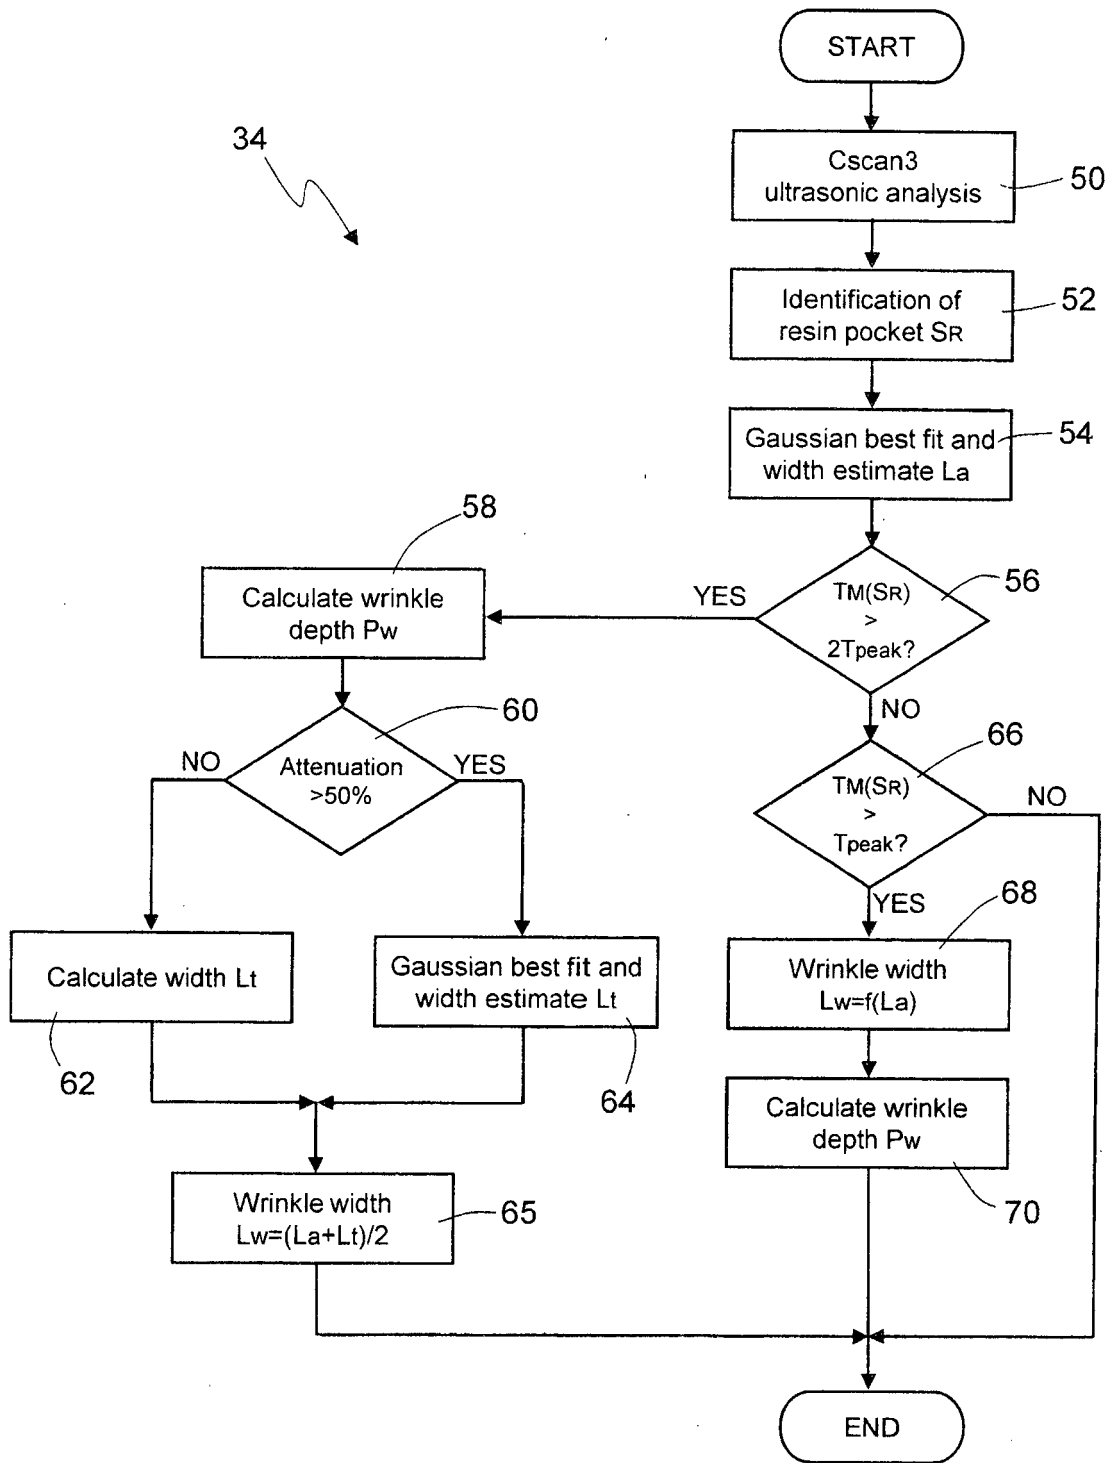 START
34
Cscan3
ultrasonic analysis
50
Identification of
resin pocket SR
52
Gaussian best fit and
width estimate La
54
58
Calculate wrinkle
depth Pw
YES
TM(SR)
>
2Tpeak?
56
NO
60
Attenuation
>50%
NO
YES
TM(SR)
>
Tpeak?
66
NO
YES
Calculate width Lt
62
Gaussian best fit and
width estimate Lt
64
Wrinkle width
Lw=f(La)
68
Calculate wrinkle
depth Pw
70
Wrinkle width
Lw=(La+Lt)/2
65
END